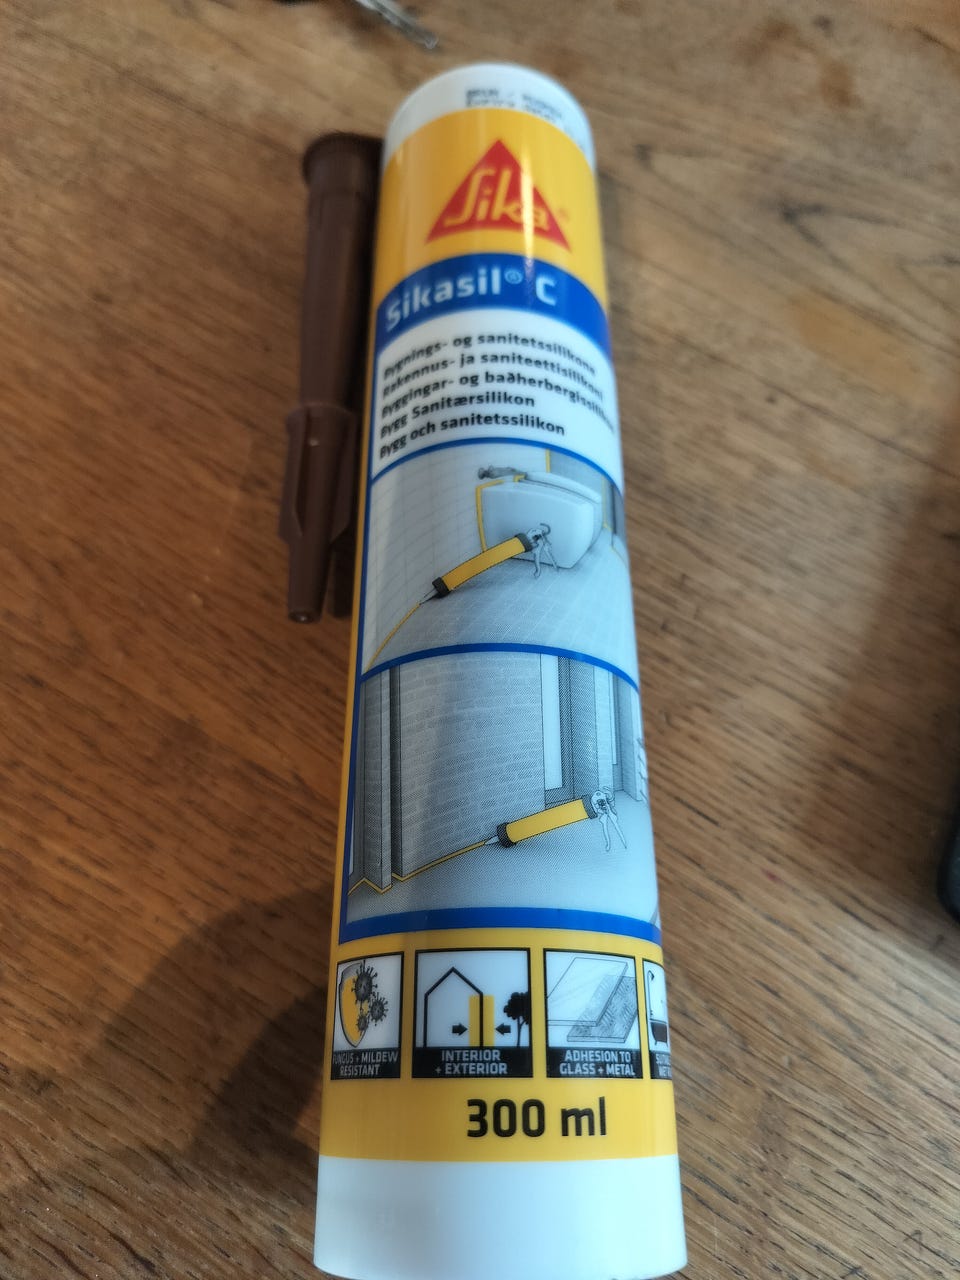 Sika®
Sikasil® C
Bygnings- og sanitetssilikone
Rakennus- ja saniteettisilikoni
Byggingar- og baðherbergissilikon
Bygg Sanitærsilikon
Bygg och sanitetssilikon
FUNGUS + MILDEW
RESISTANT
INTERIOR
+ EXTERIOR
ADHESION TO
GLASS + METAL
300 ml